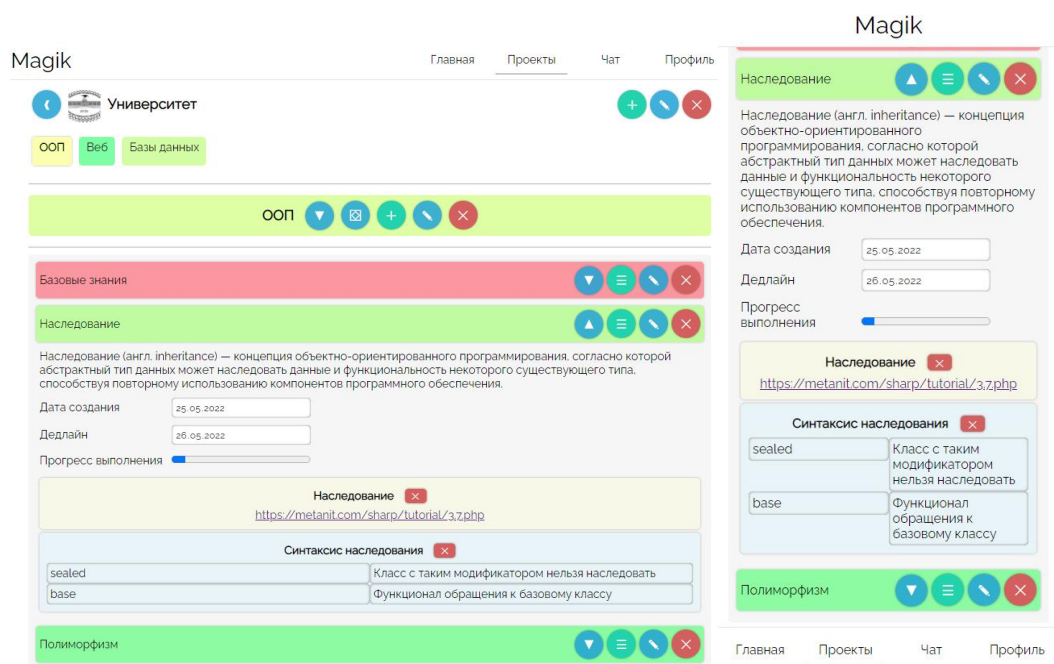 Magik
Главная Проекты Чат Профиль
Университет
ООП Веб Базы данных
ООП
Базовые знания
Наследование
Наследование (англ. inheritance) — концепция объектно-ориентированного программирования, согласно которой
абстрактный тип данных может наследовать данные и функциональность некоторого существующего типа,
способствуя повторному использованию компонентов программного обеспечения.
Дата создания 25.05.2022
Дедлайн 26.05.2022
Прогресс выполнения
Наследование
https://metanit.com/sharp/tutorial/3.7.php
Синтаксис наследования
sealed Класс с таким модификатором нельзя наследовать
base Функционал обращения к базовому классу
Полиморфизм
Magik
Наследование
Наследование (англ. inheritance) — концепция
объектно-ориентированного
программирования, согласно которой
абстрактный тип данных может наследовать
данные и функциональность некоторого
существующего типа, способствуя повторному
использованию компонентов программного
обеспечения.
Дата создания 25.05.2022
Дедлайн 26.05.2022
Прогресс
выполнения
Наследование
https://metanit.com/sharp/tutorial/3.7.php
Синтаксис наследования
sealed Класс с таким
модификатором
нельзя наследовать
base Функционал
обращения к
базовому классу
Полиморфизм
Главная Проекты Чат Профиль